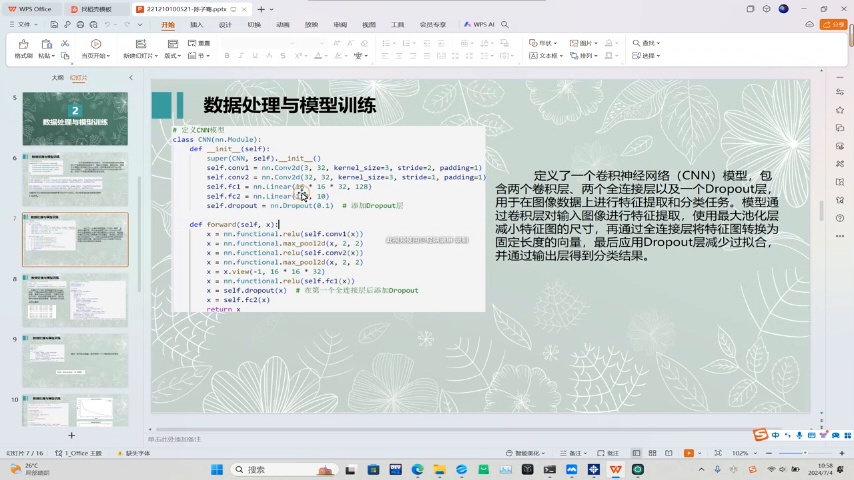 WPS Office
找稻壳模板
221210100521-孙子骞.pptx
文件
开始
插入
设计
切换
动画
放映
审阅
视图
工具
会员专享
WPS AI
分享
格式刷
粘贴
当页开始
新建幻灯片
版式
重置
节
形状
图片
文本框
排列
查找
选择
大纲
幻灯片
5
2
数据处理与模型训练
6
7
8
9
10
数据处理与模型训练
# 定义CNN模型
class CNN(nn.Module):
def __init__(self):
super(CNN, self).__init__()
self.conv1 = nn.Conv2d(3, 32, kernel_size=3, stride=2, padding=1)
self.conv2 = nn.Conv2d(32, 32, kernel_size=3, stride=1, padding=1)
self.fc1 = nn.Linear(16 * 16 * 32, 128)
self.fc2 = nn.Linear(128, 10)
self.dropout = nn.Dropout(0.1) # 添加Dropout层
def forward(self, x):
x = nn.functional.relu(self.conv1(x))
x = nn.functional.max_pool2d(x, 2, 2)
x = nn.functional.relu(self.conv2(x))
x = nn.functional.max_pool2d(x, 2, 2)
x = x.view(-1, 16 * 16 * 32)
x = nn.functional.relu(self.fc1(x))
x = self.dropout(x) # 在第一个全连接层后添加Dropout
x = self.fc2(x)
return x
定义了一个卷积神经网络（CNN）模型，包
含两个卷积层、两个全连接层以及一个Dropout层，
用于在图像数据上进行特征提取和分类任务。模型通
过卷积层对输入图像进行特征提取，使用最大池化层
减小特征图的尺寸，再通过全连接层将特征图转换为
固定长度的向量，最后应用Dropout层减少过拟合，
并通过输出层得到分类结果。
单击此处添加备注
幻灯片 7 / 16
1_Office 主题
缺失字体
智能美化
备注
批注
102%
中
26°C
局部晴朗
搜索
10:58
2024/7/4